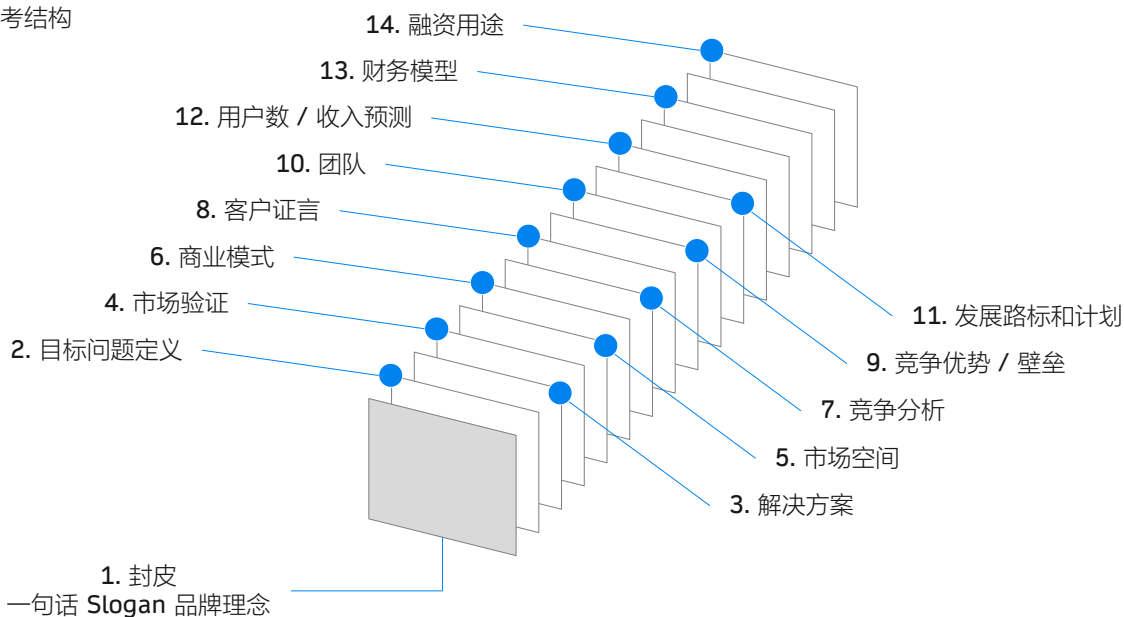 考结构
14. 融资用途
13. 财务模型
12. 用户数 / 收入预测
10. 团队
8. 客户证言
6. 商业模式
4. 市场验证
2. 目标问题定义
11. 发展路标和计划
9. 竞争优势 / 壁垒
7. 竞争分析
5. 市场空间
3. 解决方案
1. 封皮
一句话 Slogan 品牌理念